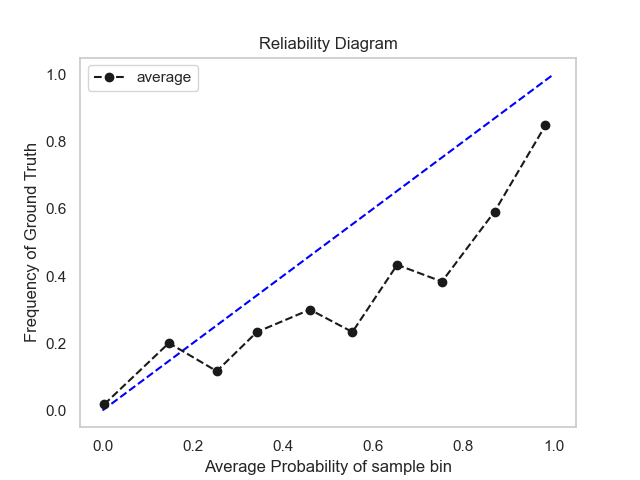 Reliability Diagram
average
Frequency of Ground Truth
1.0
0.8
0.6
0.4
0.2
0.0
0.0 0.2 0.4 0.6 0.8 1.0
Average Probability of sample bin